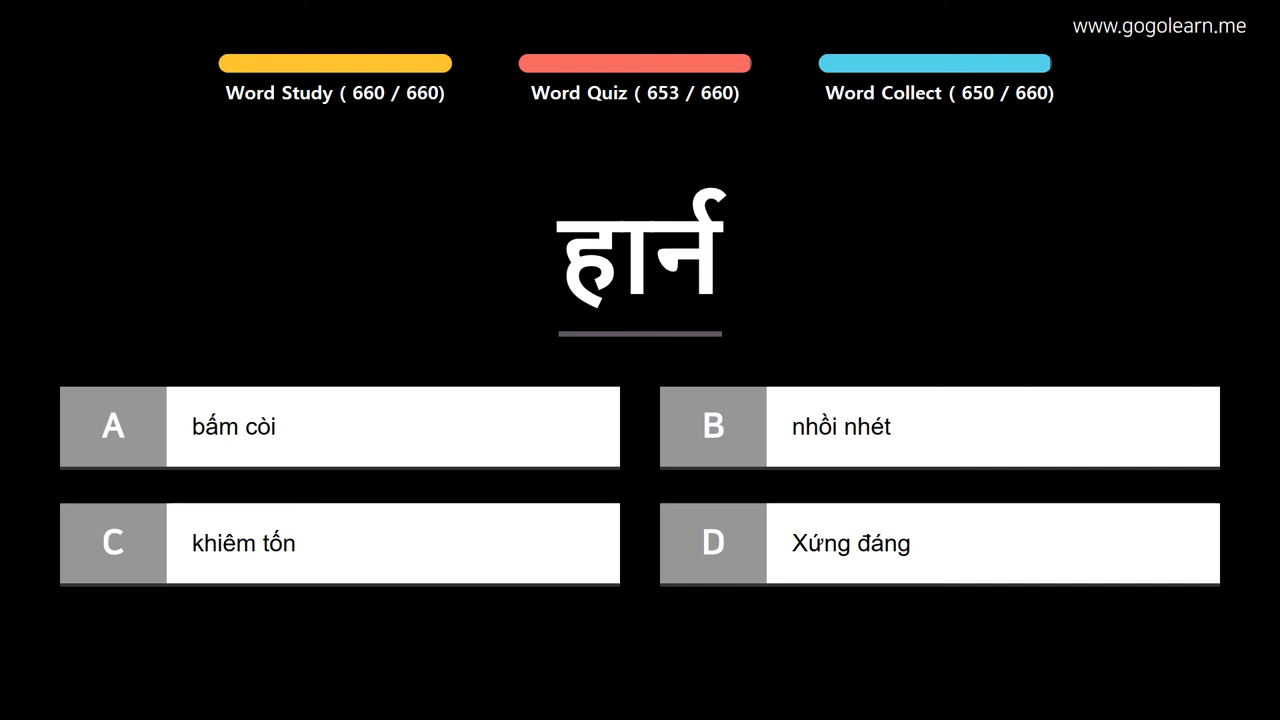 www.gogolearn.me
Word Study ( 660 / 660)
Word Quiz ( 653 / 660)
Word Collect ( 650 / 660)
हार्न
A bấm còi
B nhồi nhét
C khiêm tốn
D Xứng đáng